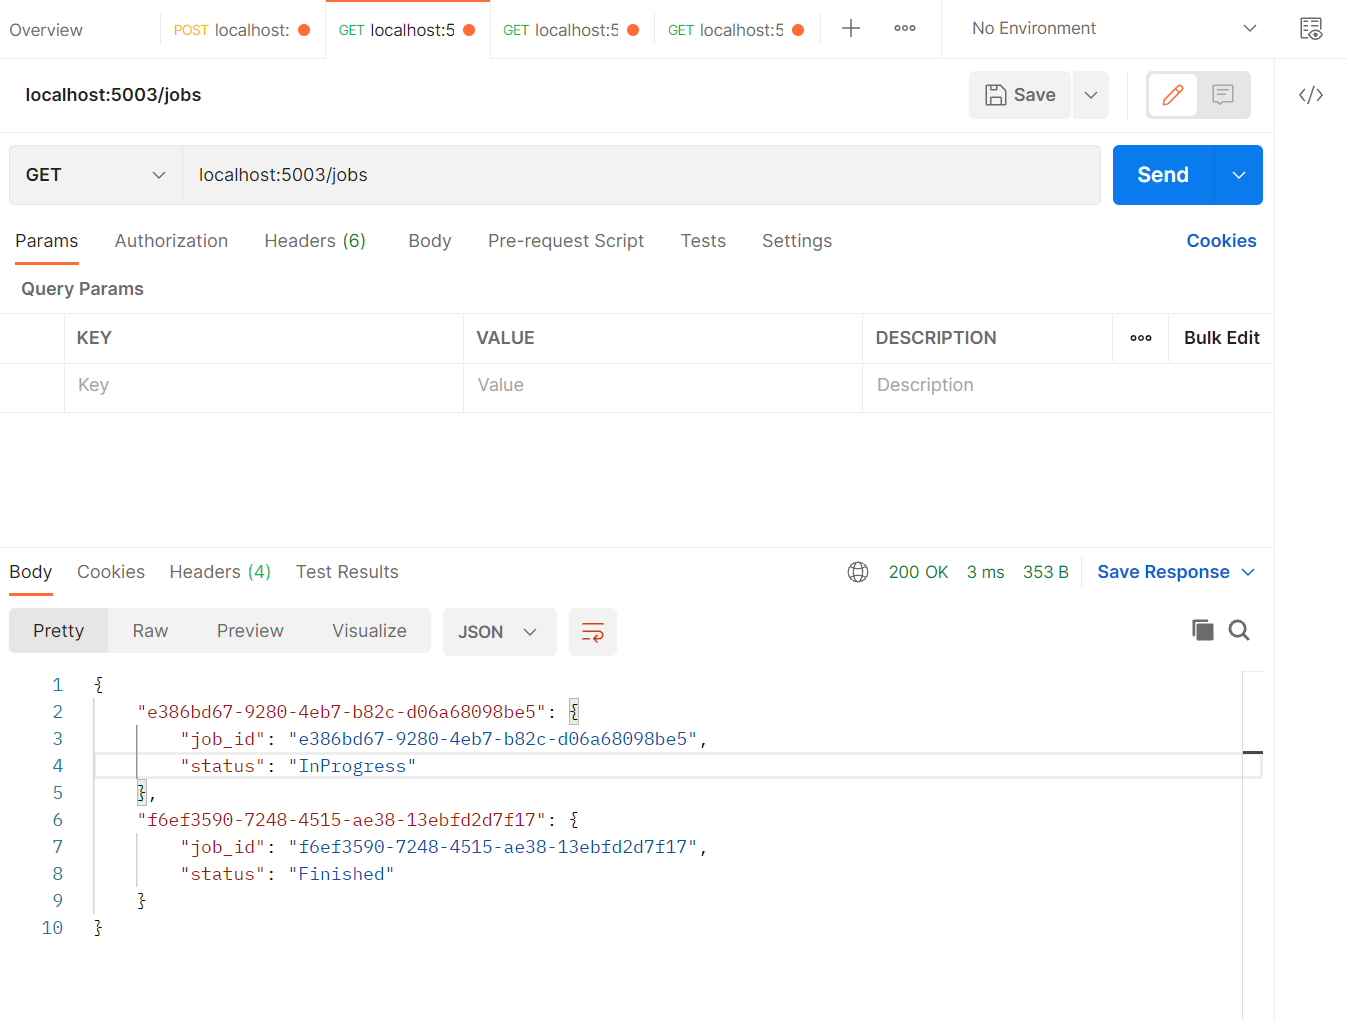 Overview
POST localhost:
GET localhost:5
GET localhost:5
GET localhost:5
No Environment
localhost:5003/jobs
Save
GET
localhost:5003/jobs
Send
Params Authorization Headers (6) Body Pre-request Script Tests Settings Cookies
Query Params
KEY VALUE DESCRIPTION Bulk Edit
Key Value Description
Body Cookies Headers (4) Test Results 200 OK 3 ms 353 B Save Response
Pretty Raw Preview Visualize JSON
1 {
2 "e386bd67-9280-4eb7-b82c-d06a68098be5": {
3 "job_id": "e386bd67-9280-4eb7-b82c-d06a68098be5",
4 "status": "InProgress"
5 },
6 "f6ef3590-7248-4515-ae38-13ebfd2d7f17": {
7 "job_id": "f6ef3590-7248-4515-ae38-13ebfd2d7f17",
8 "status": "Finished"
9 }
10 }